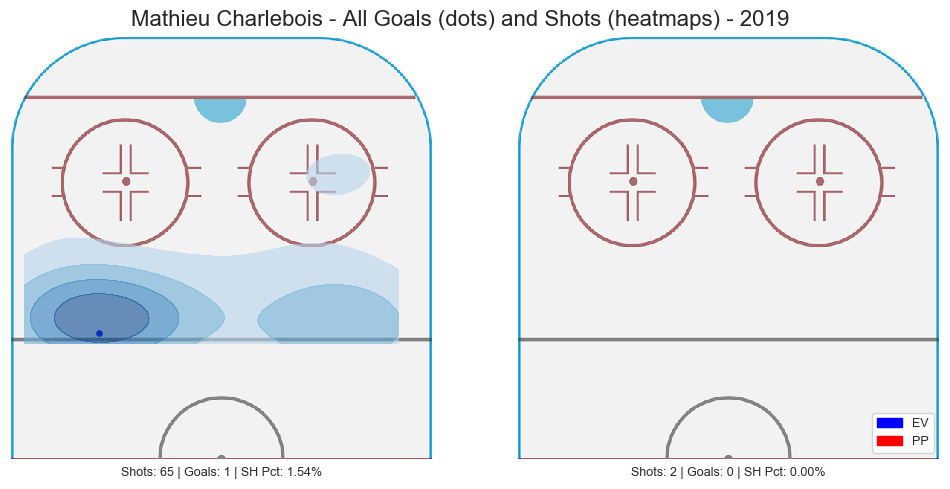 Mathieu Charlebois - All Goals (dots) and Shots (heatmaps) - 2019
EV
PP
Shots: 65 | Goals: 1 | SH Pct: 1.54%
Shots: 2 | Goals: 0 | SH Pct: 0.00%